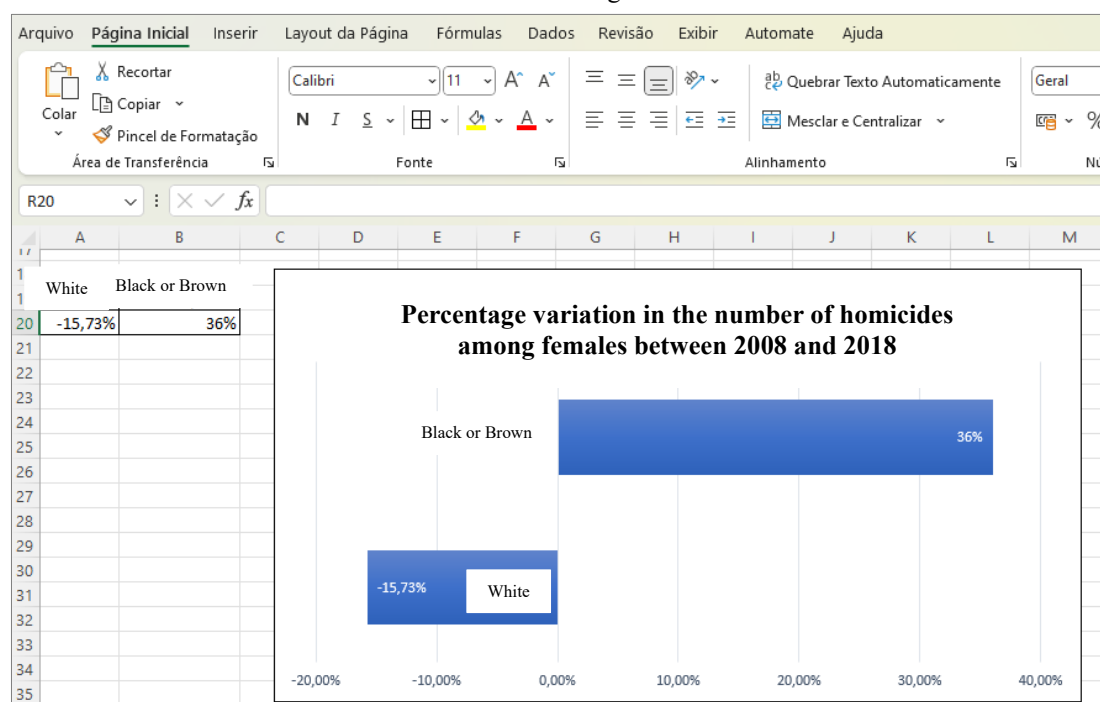 Arquivo Página Inicial Inserir Layout da Página Fórmulas Dados Revisão Exibir Automate Ajuda
Recortar
Copiar
Pincel de Formatação
Colar
Área de Transferência
Calibri 11 A A
N I S A
Fonte
ab Quebrar Texto Automaticamente
Mesclar e Centralizar
Alinhamento
Geral
%
R20 fx
A B C D E F G H I J K L M
17
White Black or Brown
20 -15,73% 36%
21
22
23
24
25
26
27
28
29
30
31
32
33
34
35
Percentage variation in the number of homicides
among females between 2008 and 2018
Black or Brown 36%
-15,73% White
-20,00% -10,00% 0,00% 10,00% 20,00% 30,00% 40,00%